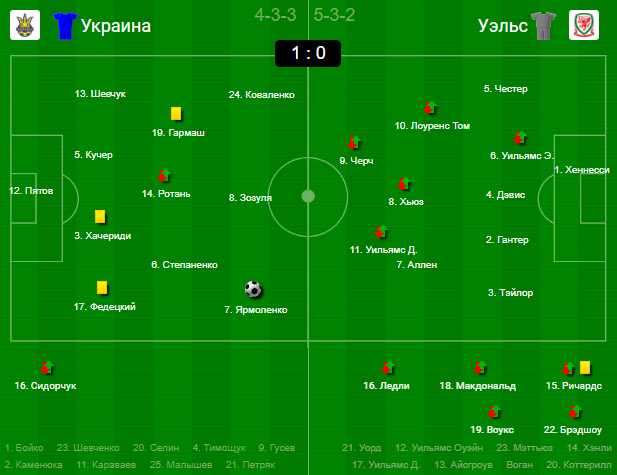 4-3-3 5-3-2
Украина Уэльс
1 : 0
5. Честер
13. Шевчук
24. Коваленко
10. Лоуренс Том
19. Гармаш
5. Кучер
6. Уильямс Э.
9. Черч
1. Хеннесси
12. Пятов
14. Ротань
4. Дэвис
8. Зозуля
8. Хьюз
3. Хачериди
2. Гантер
11. Уильямс Д.
6. Степаненко
7. Аллен
3. Тэйлор
17. Федецкий
7. Ярмоленко
16. Сидорчук
16. Ледли
18. Макдональд
15. Ричардс
19. Воукс
22. Брэдшоу
1. Бойко 23. Шевченко 20. Селин 4. Тимощук 9. Гусев
2. Каменюка 11. Караваев 25. Малышев 21. Петряк
21. Уорд 12. Уильямс Оуэйн 23. Мэттьюз 14. Хэнли
17. Уильямс Д. 13. Айсгроув Воган 20. Коттерилл